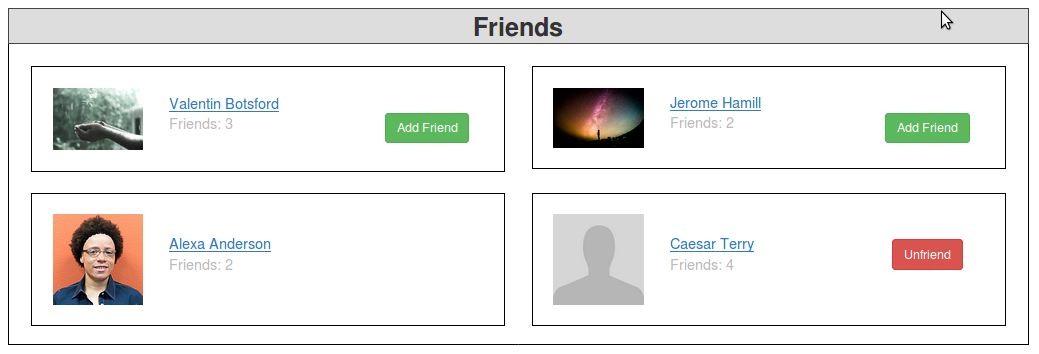 Friends
Valentin Botsford
Friends: 3
Add Friend
Jerome Hamill
Friends: 2
Add Friend
Alexa Anderson
Friends: 2
Caesar Terry
Friends: 4
Unfriend